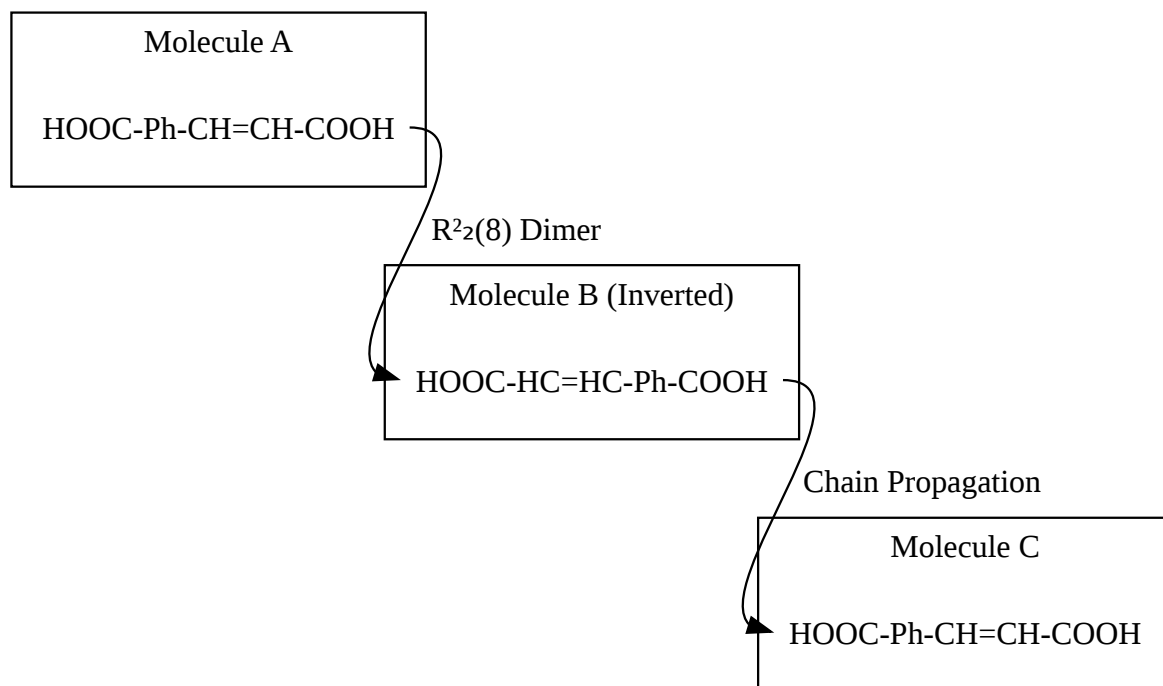 Molecule A
HOOC-Ph-CH=CH-COOH
R²₂(8) Dimer
Molecule B (Inverted)
HOOC-HC=HC-Ph-COOH
Chain Propagation
Molecule C
HOOC-Ph-CH=CH-COOH